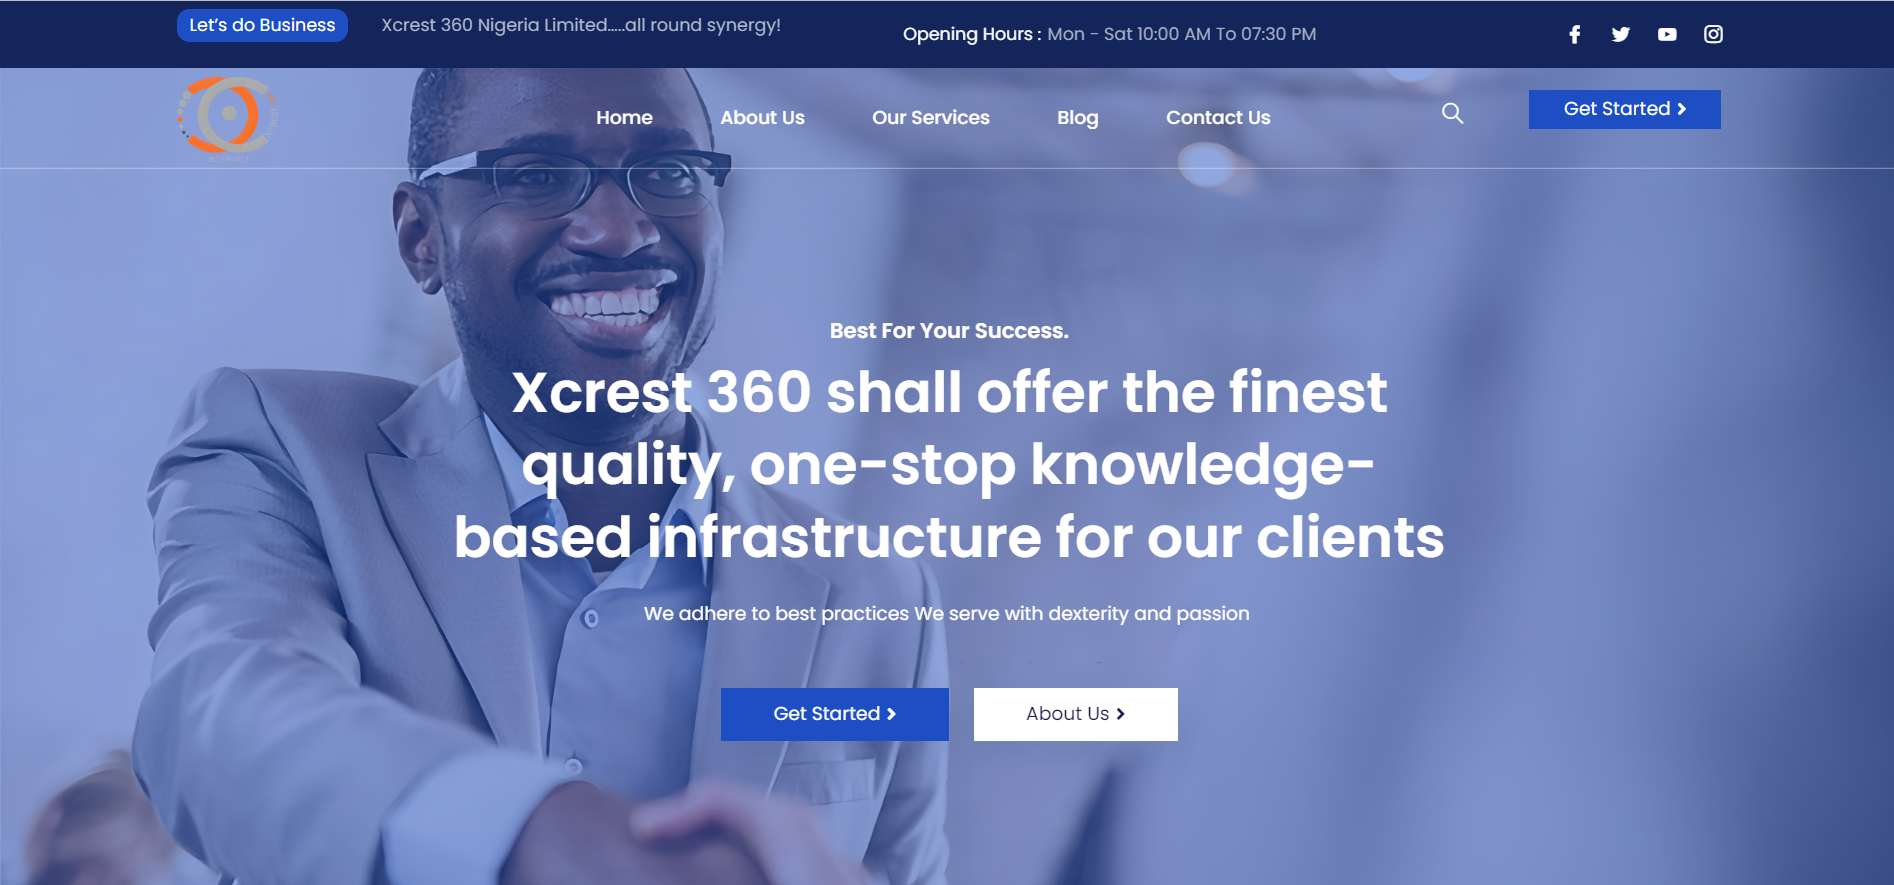 Let's do Business
Xcrest 360 Nigeria Limited.....all round synergy!
Opening Hours : Mon - Sat 10:00 AM To 07:30 PM
Home
About Us
Our Services
Blog
Contact Us
Get Started
Best For Your Success.
Xcrest 360 shall offer the finest
quality, one-stop knowledge-
based infrastructure for our clients
We adhere to best practices We serve with dexterity and passion
Get Started
About Us